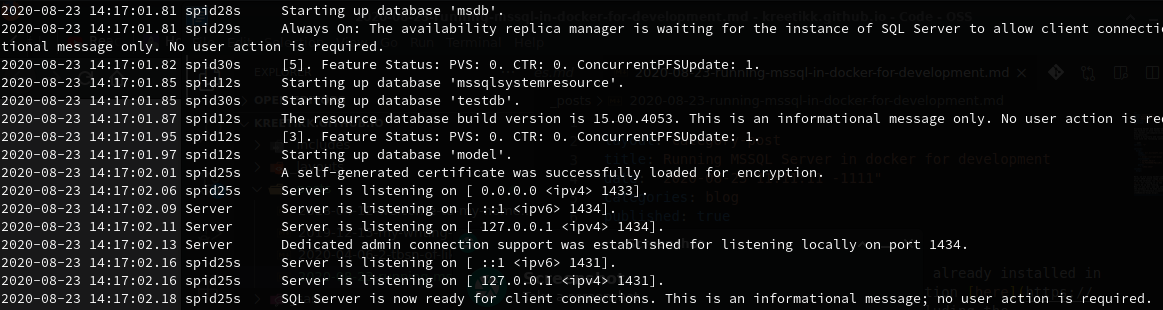 2020-08-23 14:17:01.81 spid28s     Starting up database 'msdb'.
2020-08-23 14:17:01.81 spid29s     Always On: The availability replica manager is waiting for the instance of SQL Server to allow client connectio
tional message only. No user action is required.
2020-08-23 14:17:01.82 spid30s     [5]. Feature Status: PVS: 0. CTR: 0. ConcurrentPFSUpdate: 1.
2020-08-23 14:17:01.85 spid12s     Starting up database 'mssqlsystemresource'.
2020-08-23 14:17:01.85 spid30s     Starting up database 'testdb'.
2020-08-23 14:17:01.87 spid12s     The resource database build version is 15.00.4053. This is an informational message only. No user action is re
2020-08-23 14:17:01.95 spid12s     [3]. Feature Status: PVS: 0. CTR: 0. ConcurrentPFSUpdate: 1.
2020-08-23 14:17:01.97 spid12s     Starting up database 'model'.
2020-08-23 14:17:02.01 spid25s     A self-generated certificate was successfully loaded for encryption.
2020-08-23 14:17:02.06 spid25s     Server is listening on [ 0.0.0.0 <ipv4> 1433].
2020-08-23 14:17:02.09 Server      Server is listening on [ ::1 <ipv6> 1434].
2020-08-23 14:17:02.11 Server      Server is listening on [ 127.0.0.1 <ipv4> 1434].
2020-08-23 14:17:02.13 Server      Dedicated admin connection support was established for listening locally on port 1434.
2020-08-23 14:17:02.16 spid25s     Server is listening on [ ::1 <ipv6> 1431].
2020-08-23 14:17:02.16 spid25s     Server is listening on [ 127.0.0.1 <ipv4> 1431].
2020-08-23 14:17:02.18 spid25s     SQL Server is now ready for client connections. This is an informational message; no user action is required.